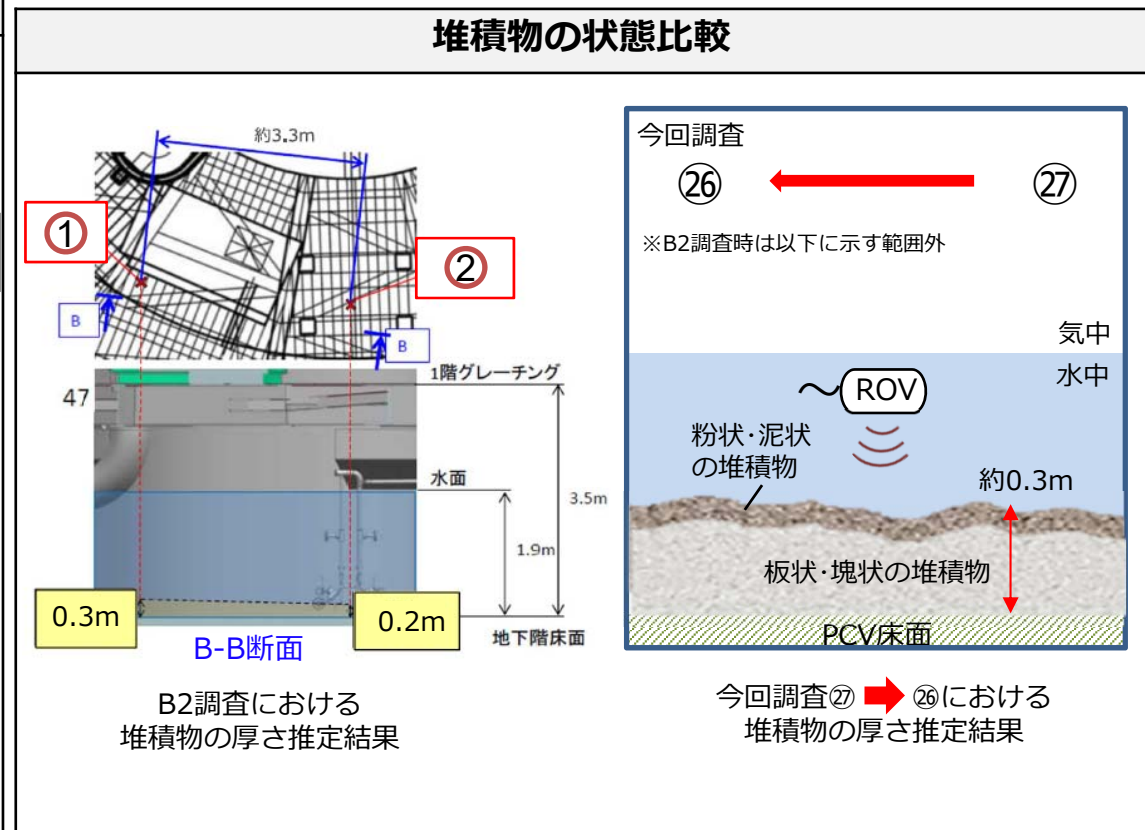 堆積物の状態比較
約3.3m
①
②
B
B
47
1階グレーチング
水面
3.5m
1.9m
0.3m
0.2m
B-B断面
地下階床面
B2調査における
堆積物の厚さ推定結果
今回調査
㉖
㉗
※B2調査時は以下に示す範囲外
気中
水中
ROV
粉状・泥状
の堆積物
約0.3m
板状・塊状の堆積物
PCV床面
今回調査㉗ ➡ ㉖における
堆積物の厚さ推定結果